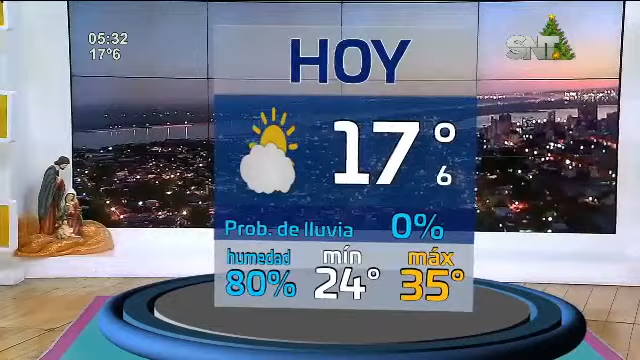 05:32
17°6
SNT
HOY
17°
6
Prob. de lluvia 0%
humedad mín máx
80% 24° 35°